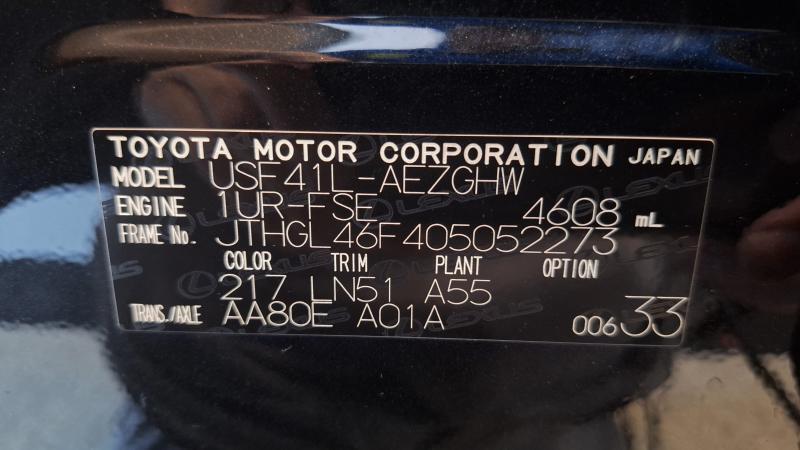 TOYOTA MOTOR CORPORATION JAPAN
MODEL USF41L-AEZGHW
ENGINE 1UR-FSE 4608 mL
FRAME No. JTHGL46F405052273
COLOR TRIM PLANT OPTION
217 LN51 A55
TRANS./AXLE AA80E A01A
00633